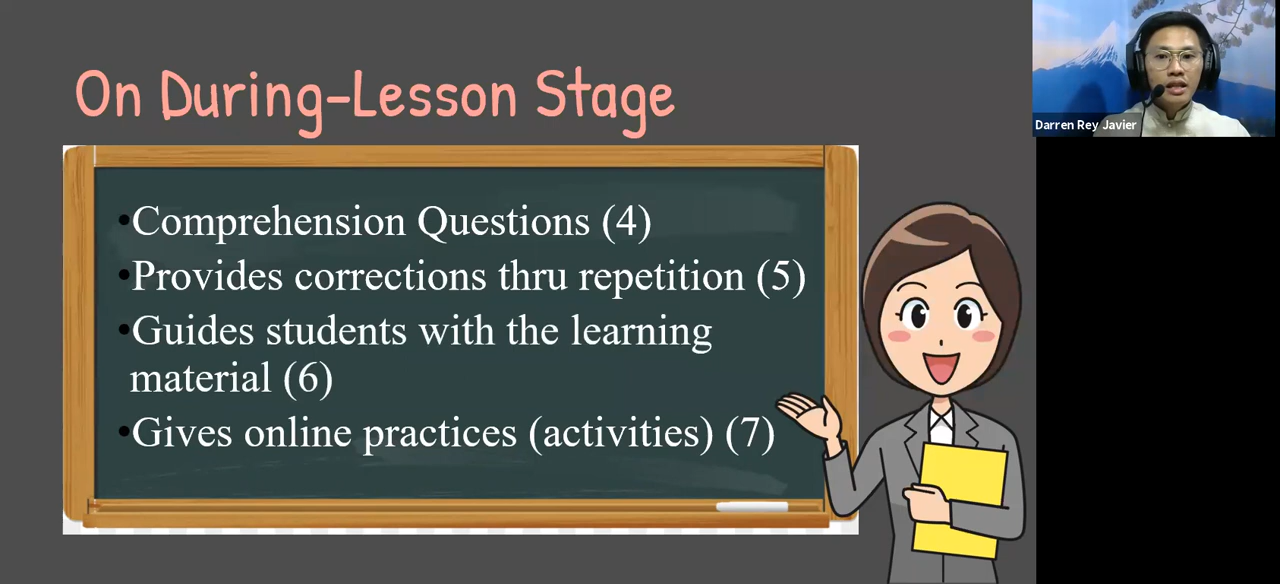 On During-Lesson Stage
•Comprehension Questions (4)
•Provides corrections thru repetition (5)
•Guides students with the learning
material (6)
•Gives online practices (activities) (7)
Darren Rey Javier